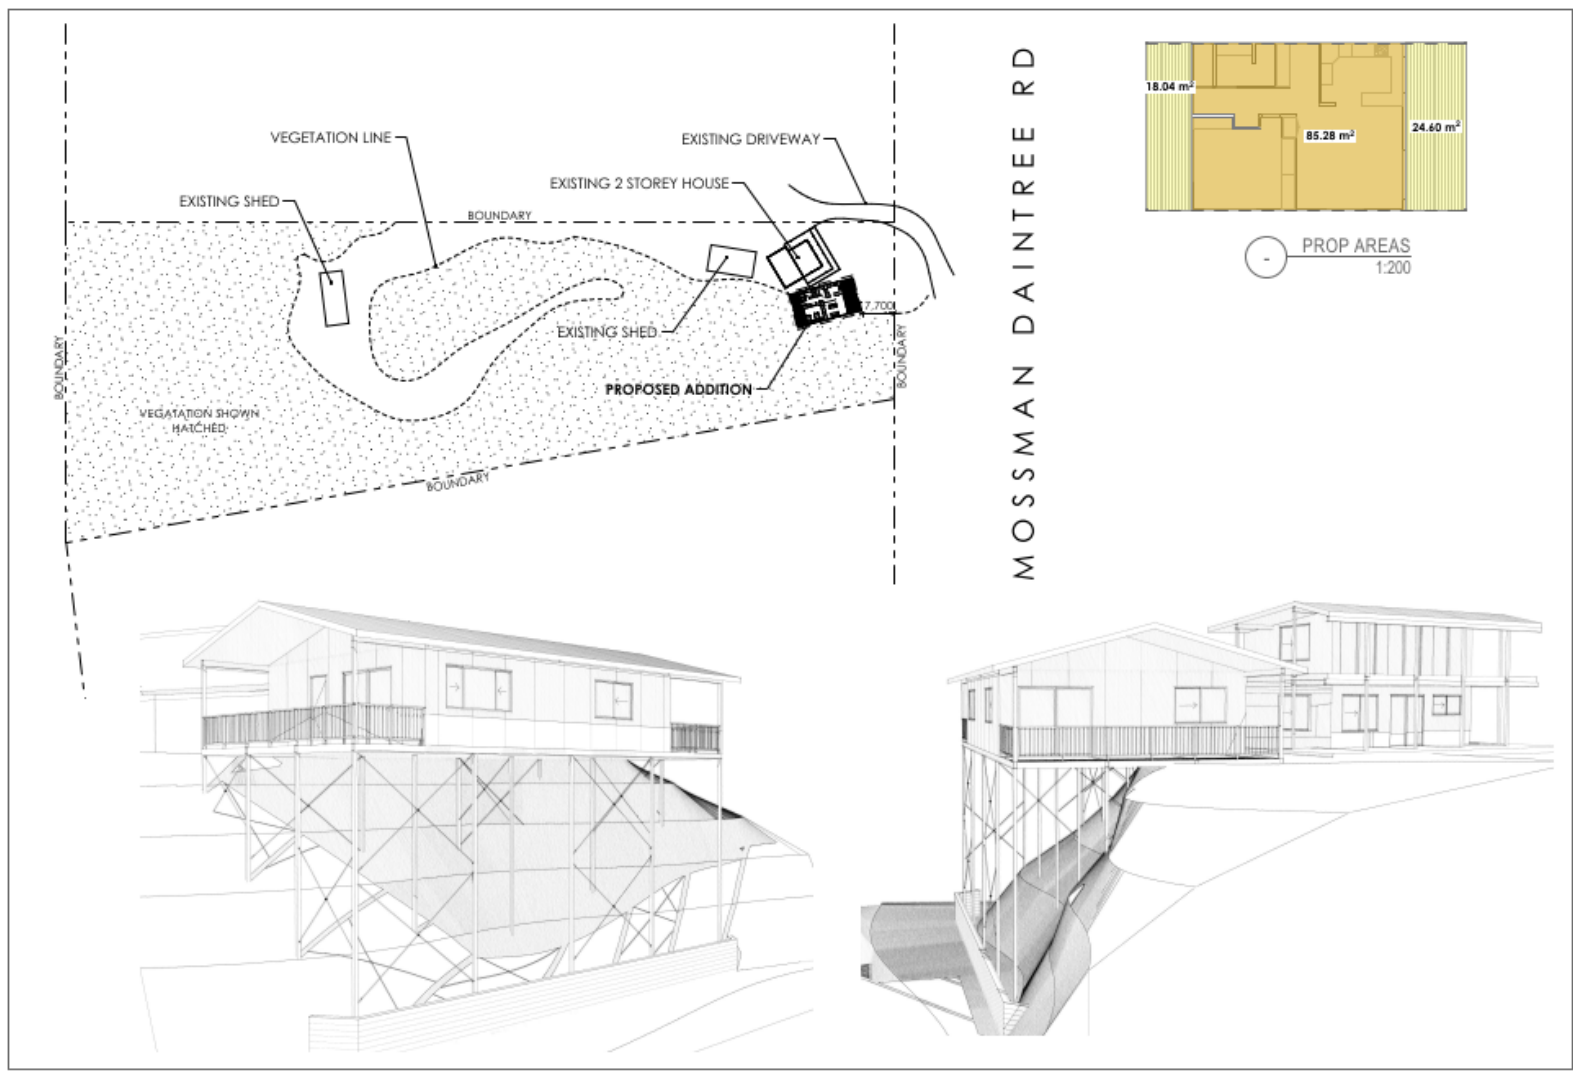 VEGETATION LINE
EXISTING SHED
EXISTING DRIVEWAY
EXISTING 2 STOREY HOUSE
BOUNDARY
EXISTING SHED
7,700
PROPOSED ADDITION
BOUNDARY
BOUNDARY
VEGATATION SHOWN
HATCHED
BOUNDARY
MOSSMAN DAINTREE RD
18.04 m²
85.28 m²
24.60 m²
-
PROP AREAS
1:200